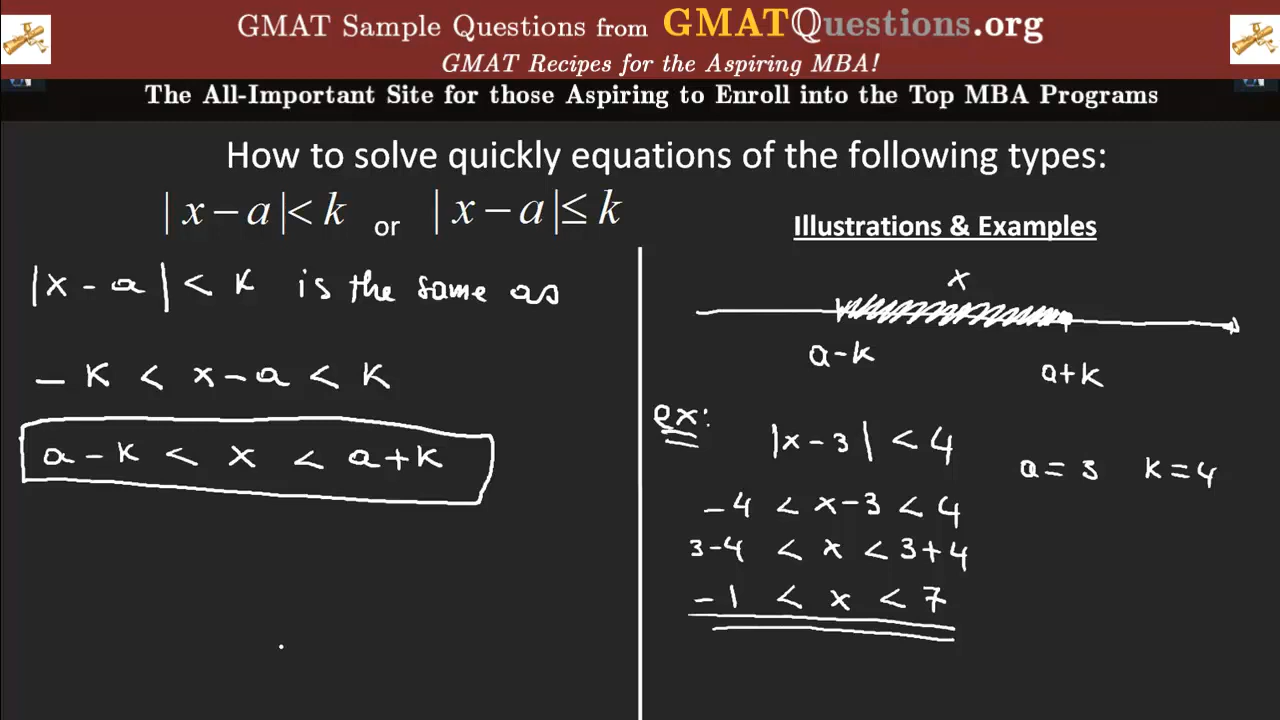 GMAT Sample Questions from GMATQuestions.org
GMAT Recipes for the Aspiring MBA!
The All-Important Site for those Aspiring to Enroll into the Top MBA Programs
How to solve quickly equations of the following types:
| x − a |< k or | x − a |≤ k
|x - a| < k is the same as
- k < x - a < k
a - k < x < a + k
Illustrations & Examples
x
a-k
a+k
ex:
|x - 3| < 4
a = 3 k = 4
-4 < x-3 < 4
3-4 < x < 3+4
-1 < x < 7